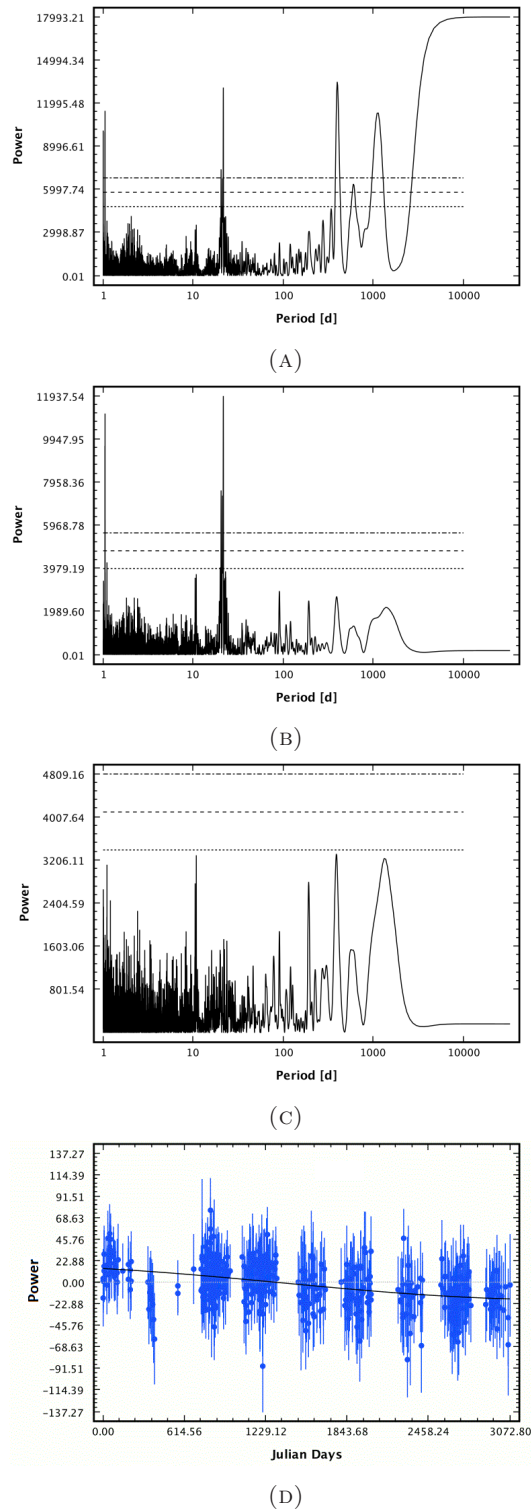 17993.21
14994.34
11995.48
8996.61
5997.74
2998.87
0.01
Power
1 10 100 1000 10000
Period [d]
(A)
11937.54
9947.95
7958.36
5968.78
3979.19
1989.60
0.01
Power
1 10 100 1000 10000
Period [d]
(B)
4809.16
4007.64
3206.11
2404.59
1603.06
801.54
Power
1 10 100 1000 10000
Period [d]
(C)
137.27
114.39
91.51
68.63
45.76
22.88
0.00
-22.88
-45.76
-68.63
-91.51
-114.39
-137.27
Power
0.00 614.56 1229.12 1843.68 2458.24 3072.80
Julian Days
(D)